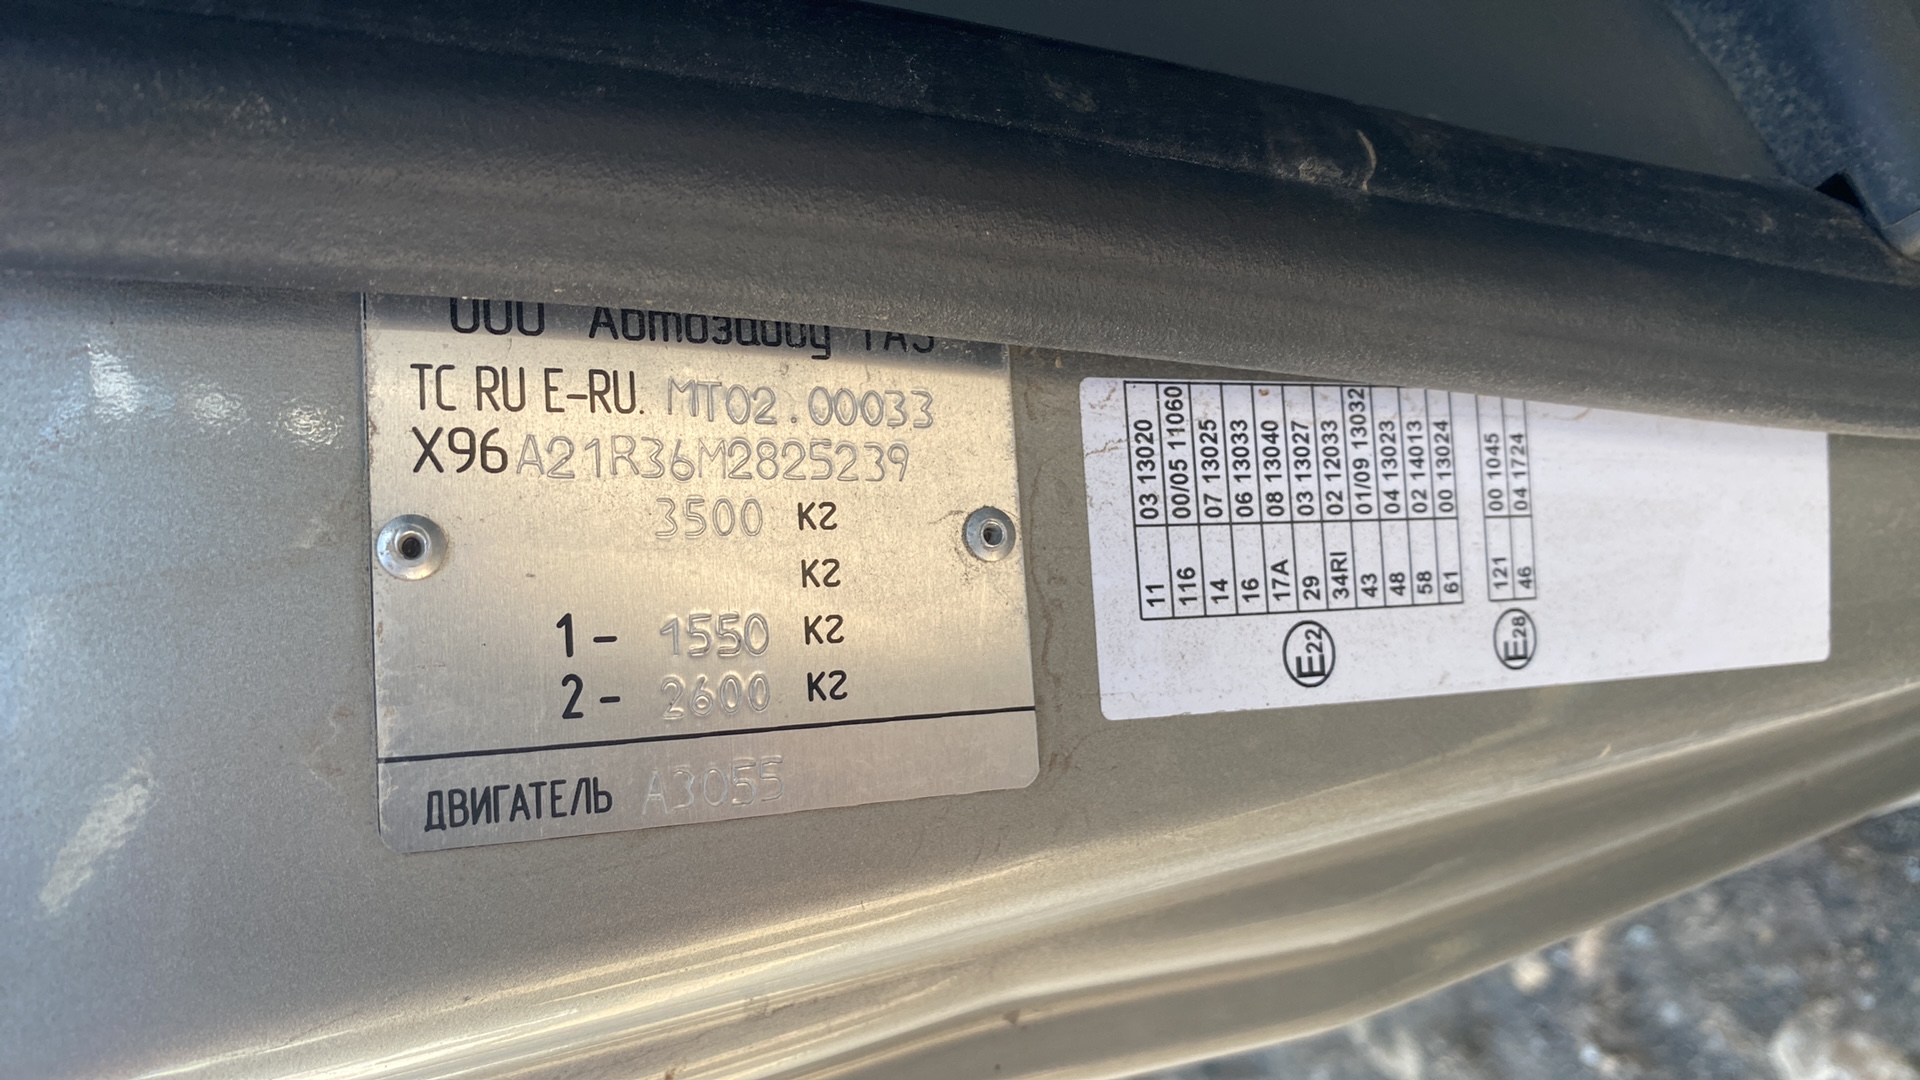 ООО Автозавод ГАЗ
ТС RU Е-RU. МТ02.00033
X96A21R36M2825239
3500 кг
кг
1- 1550 кг
2- 2600 кг
ДВИГАТЕЛЬ А3055
11 03 13020
116 00/05 11060
14 07 13025
16 06 13033
17A 08 13040
29 03 13027
34RI 02 12033
43 01/09 13032
48 04 13023
58 02 14013
61 00 13024
E22
121 00 1045
46 04 1724
E28